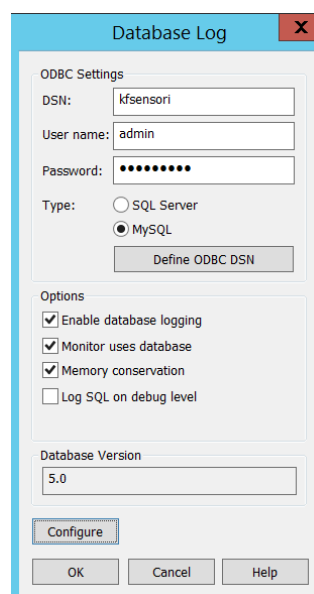 Database Log
X
ODBC Settings
DSN: kfsensori
User name: admin
Password: •••••••••
Type: SQL Server
MySQL
Define ODBC DSN
Options
Enable database logging
Monitor uses database
Memory conservation
Log SQL on debug level
Database Version
5.0
Configure
OK Cancel Help